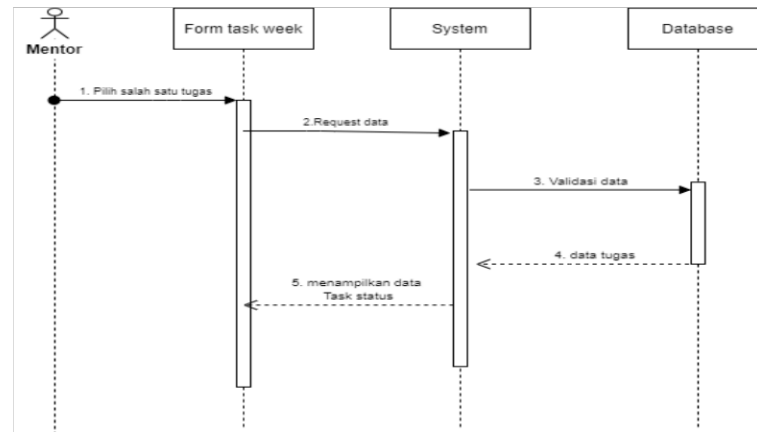 Form task week
System
Database
Mentor
1. Pilih salah satu tugas
2.Request data
3. Validasi data
4. data tugas
5. menampilkan data
Task status